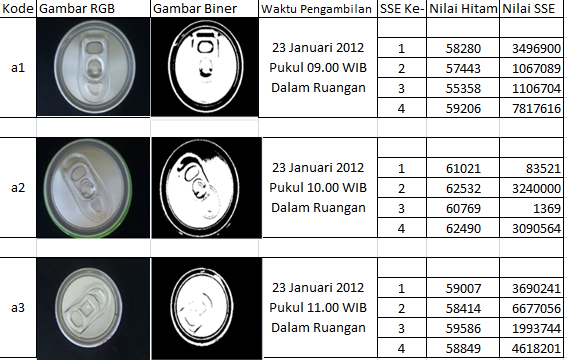 Kode Gambar RGB Gambar Biner Waktu Pengambilan SSE Ke- Nilai Hitam Nilai SSE
a1 23 Januari 2012 Pukul 09.00 WIB Dalam Ruangan
1 58280 3496900
2 57443 1067089
3 55358 1106704
4 59206 7817616
a2 23 Januari 2012 Pukul 10.00 WIB Dalam Ruangan
1 61021 83521
2 62532 3240000
3 60769 1369
4 62490 3090564
a3 23 Januari 2012 Pukul 11.00 WIB Dalam Ruangan
1 59007 3690241
2 58414 6677056
3 59586 1993744
4 58849 4618201